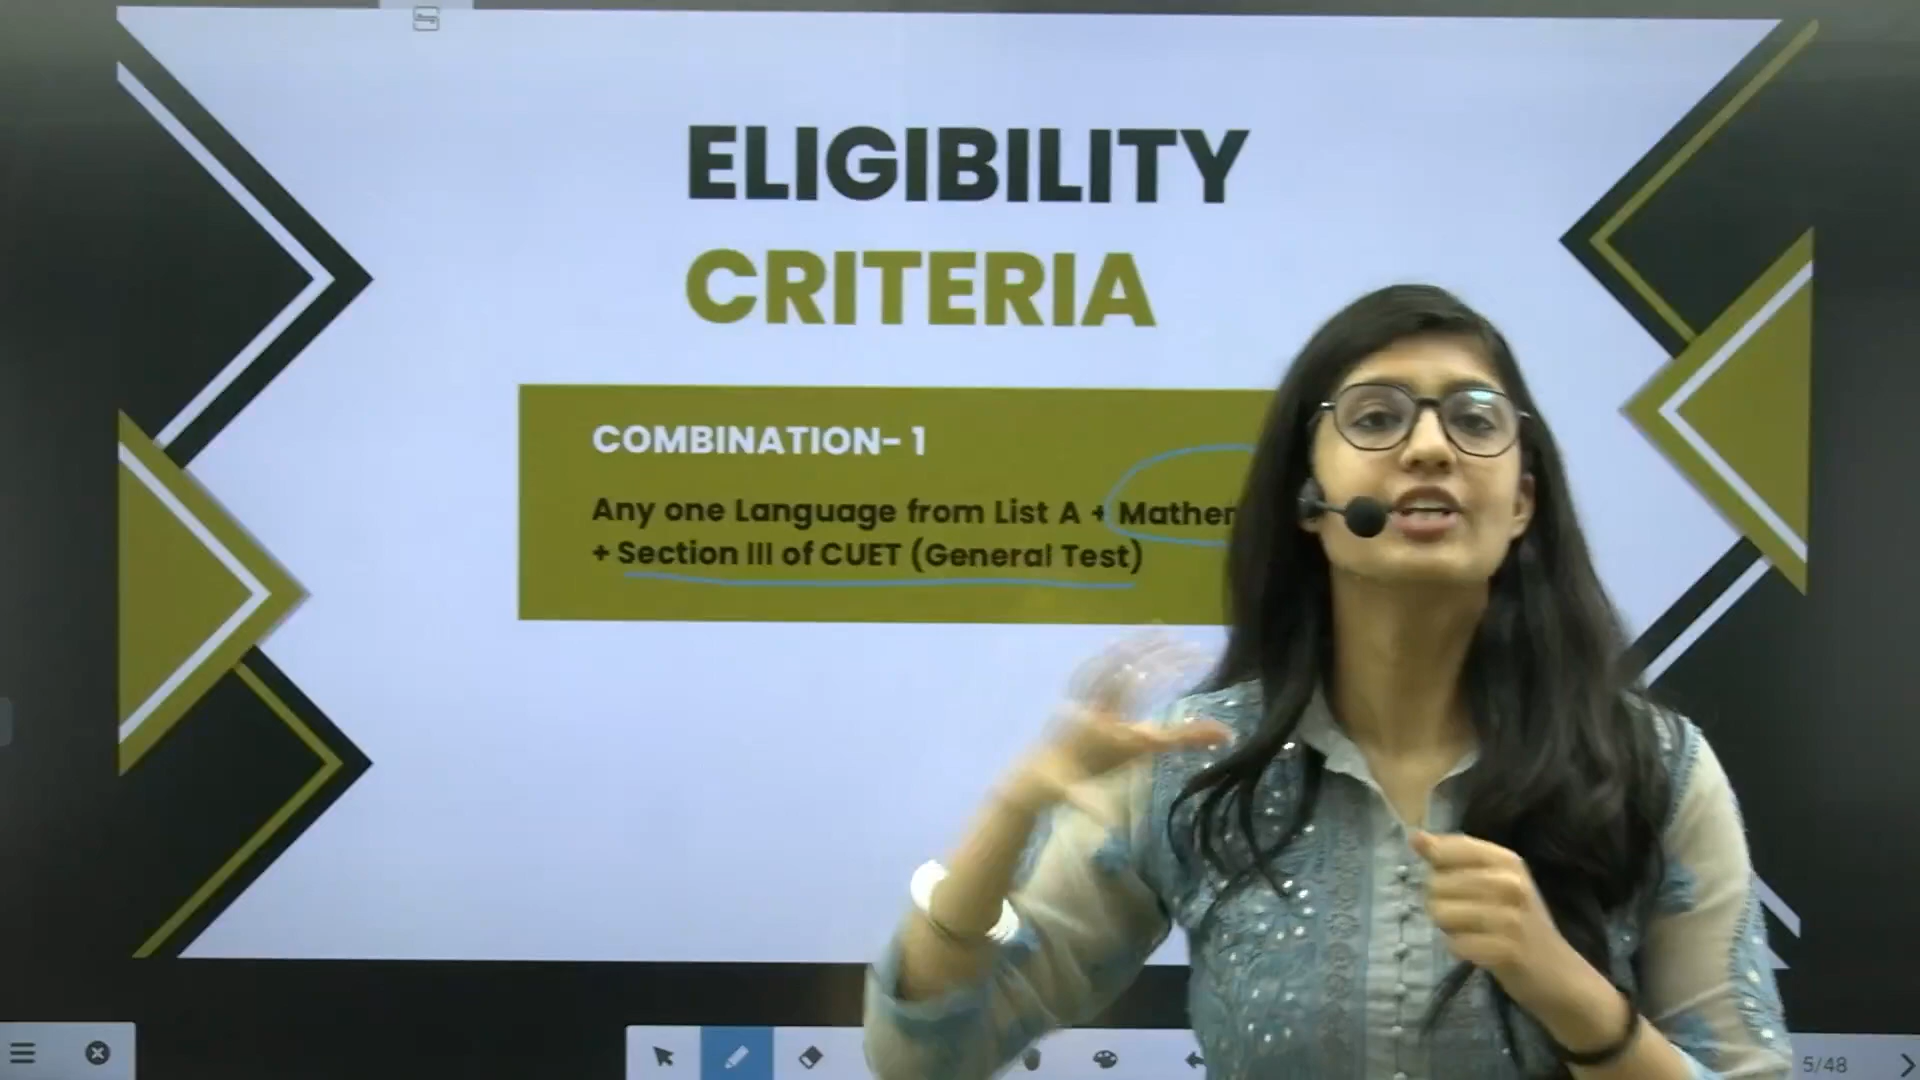 ELIGIBILITY
CRITERIA
COMBINATION- 1
Any one Language from List A +
+ Section III of CUET (General Test)
5/48